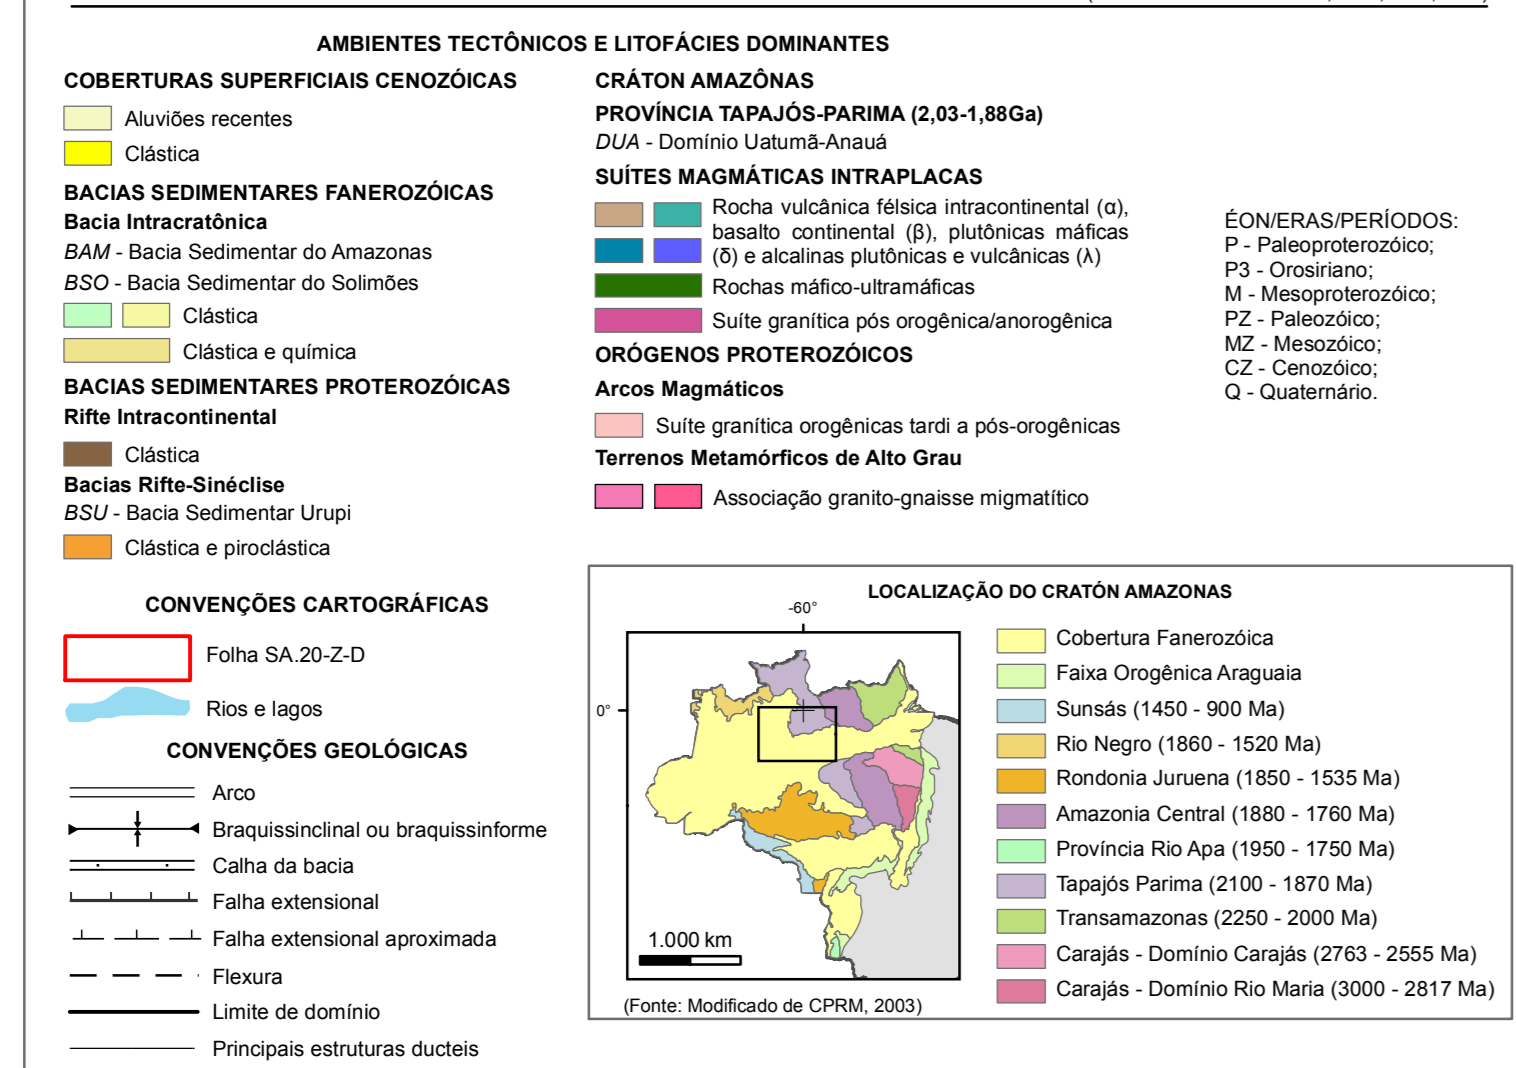 AMBIENTES TECTÔNICOS E LITOFÁCIES DOMINANTES
COBERTURAS SUPERFICIAIS CENOZÓICAS
Aluviões recentes
Clástica
BACIAS SEDIMENTARES FANEROZÓICAS
Bacia Intracratônica
BAM - Bacia Sedimentar do Amazonas
BSO - Bacia Sedimentar do Solimões
Clástica
Clástica e química
BACIAS SEDIMENTARES PROTEROZÓICAS
Rifte Intracontinental
Clástica
Bacias Rifte-Sinéclise
BSU - Bacia Sedimentar Urupi
Clástica e piroclástica
CRÁTON AMAZÔNAS
PROVÍNCIA TAPAJÓS-PARIMA (2,03-1,88Ga)
DUA - Domínio Uatumã-Anauá
SUÍTES MAGMÁTICAS INTRAPLACAS
Rocha vulcânica félsica intracontinental (α),
basalto continental (β), plutônicas máficas
(δ) e alcalinas plutônicas e vulcânicas (λ)
Rochas máfico-ultramáficas
Suíte granítica pós orogênica/anorogênica
ORÓGENOS PROTEROZÓICOS
Arcos Magmáticos
Suíte granítica orogênicas tardi a pós-orogênicas
Terrenos Metamórficos de Alto Grau
Associação granito-gnaisse migmatítico
ÉON/ERAS/PERÍODOS:
P - Paleoproterozóico;
P3 - Orosiriano;
M - Mesoproterozóico;
PZ - Paleozóico;
MZ - Mesozóico;
CZ - Cenozóico;
Q - Quaternário.
CONVENÇÕES CARTOGRÁFICAS
Folha SA.20-Z-D
Rios e lagos
CONVENÇÕES GEOLÓGICAS
Arco
Braquissinclinal ou braquissinforme
Calha da bacia
Falha extensional
Falha extensional aproximada
Flexura
Limite de domínio
Principais estruturas ducteis
LOCALIZAÇÃO DO CRATÓN AMAZONAS
-60°
0°
1.000 km
(Fonte: Modificado de CPRM, 2003)
Cobertura Fanerozóica
Faixa Orogênica Araguaia
Sunsás (1450 - 900 Ma)
Rio Negro (1860 - 1520 Ma)
Rondonia Juruena (1850 - 1535 Ma)
Amazonia Central (1880 - 1760 Ma)
Província Rio Apa (1950 - 1750 Ma)
Tapajós Parima (2100 - 1870 Ma)
Transamazonas (2250 - 2000 Ma)
Carajás - Domínio Carajás (2763 - 2555 Ma)
Carajás - Domínio Rio Maria (3000 - 2817 Ma)